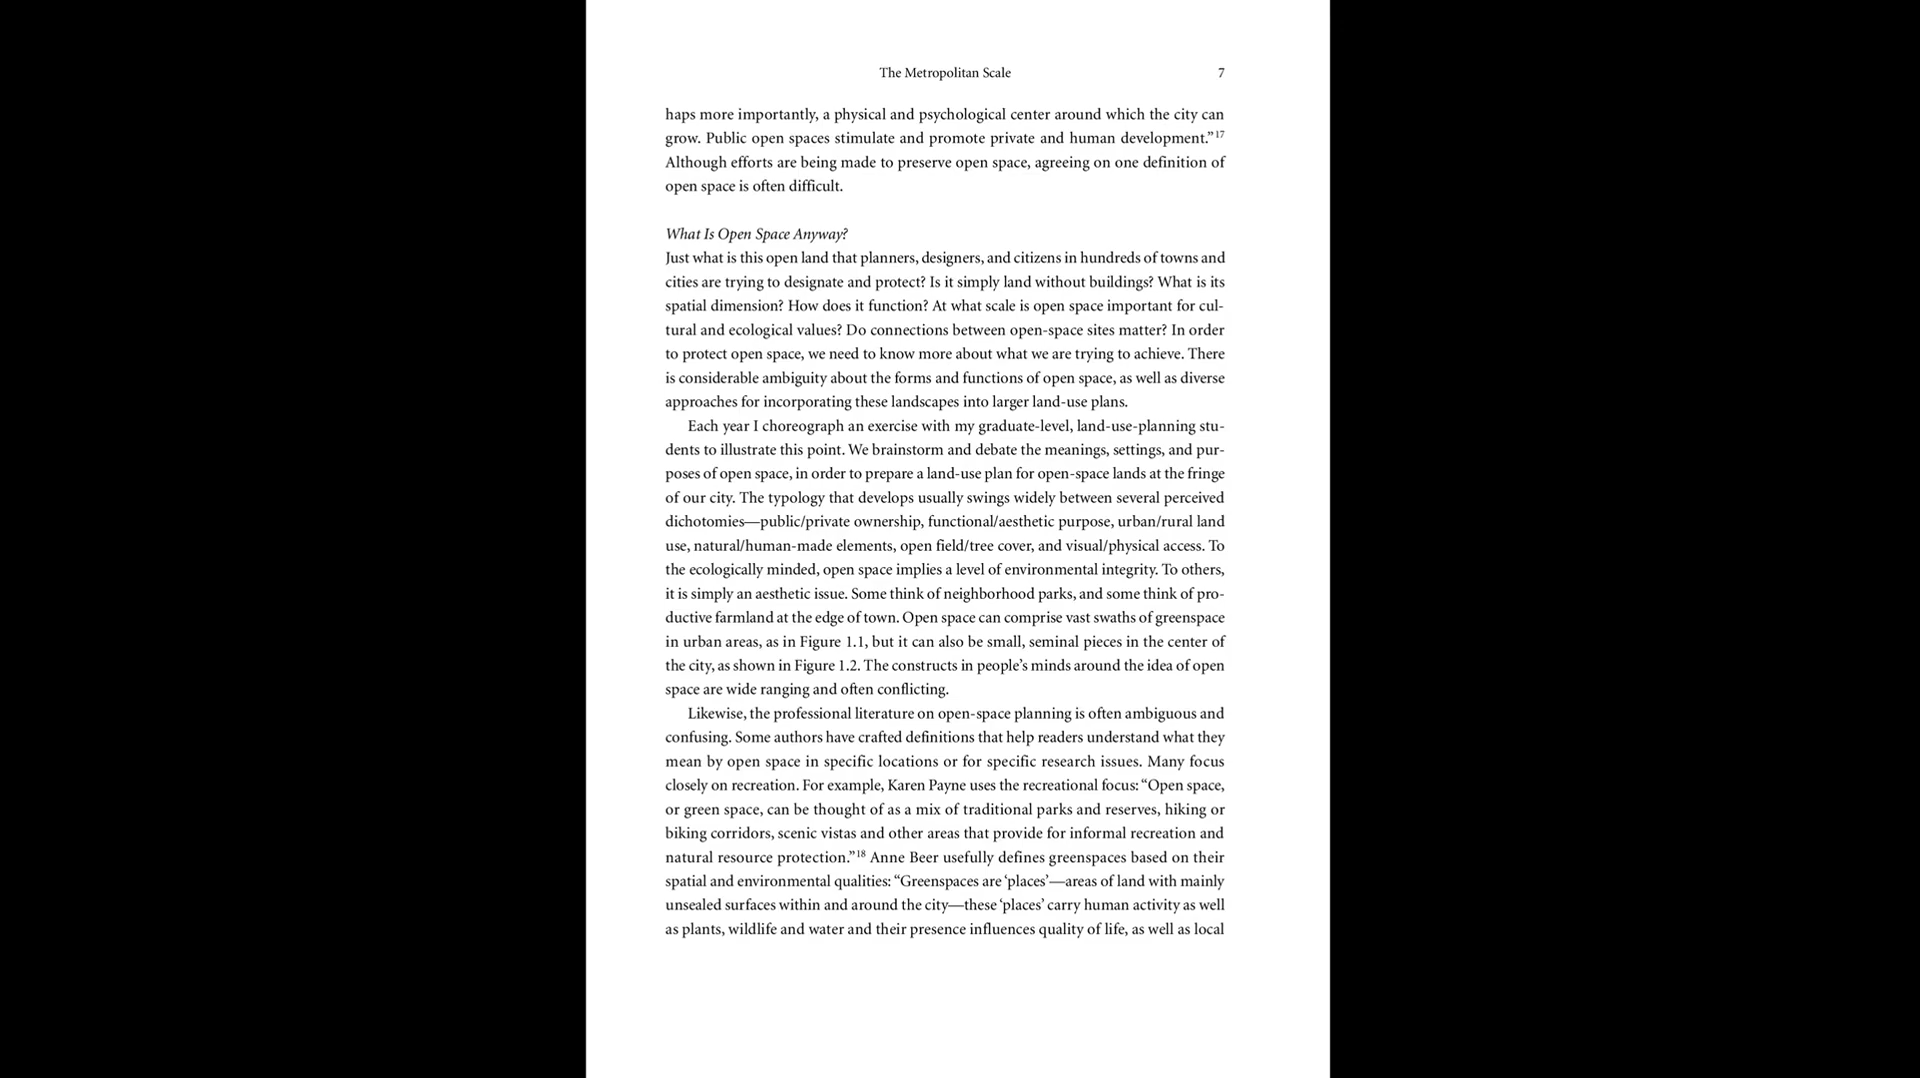 The Metropolitan Scale 7
haps more importantly, a physical and psychological center around which the city can
grow. Public open spaces stimulate and promote private and human development.”17
Although efforts are being made to preserve open space, agreeing on one definition of
open space is often difficult.
What Is Open Space Anyway?
Just what is this open land that planners, designers, and citizens in hundreds of towns and
cities are trying to designate and protect? Is it simply land without buildings? What is its
spatial dimension? How does it function? At what scale is open space important for cul-
tural and ecological values? Do connections between open-space sites matter? In order
to protect open space, we need to know more about what we are trying to achieve. There
is considerable ambiguity about the forms and functions of open space, as well as diverse
approaches for incorporating these landscapes into larger land-use plans.
Each year I choreograph an exercise with my graduate-level, land-use-planning stu-
dents to illustrate this point. We brainstorm and debate the meanings, settings, and pur-
poses of open space, in order to prepare a land-use plan for open-space lands at the fringe
of our city. The typology that develops usually swings widely between several perceived
dichotomies—public/private ownership, functional/aesthetic purpose, urban/rural land
use, natural/human-made elements, open field/tree cover, and visual/physical access. To
the ecologically minded, open space implies a level of environmental integrity. To others,
it is simply an aesthetic issue. Some think of neighborhood parks, and some think of pro-
ductive farmland at the edge of town. Open space can comprise vast swaths of greenspace
in urban areas, as in Figure 1.1, but it can also be small, seminal pieces in the center of
the city, as shown in Figure 1.2. The constructs in people’s minds around the idea of open
space are wide ranging and often conflicting.
Likewise, the professional literature on open-space planning is often ambiguous and
confusing. Some authors have crafted definitions that help readers understand what they
mean by open space in specific locations or for specific research issues. Many focus
closely on recreation. For example, Karen Payne uses the recreational focus: “Open space,
or green space, can be thought of as a mix of traditional parks and reserves, hiking or
biking corridors, scenic vistas and other areas that provide for informal recreation and
natural resource protection.”18 Anne Beer usefully defines greenspaces based on their
spatial and environmental qualities: “Greenspaces are ‘places’—areas of land with mainly
unsealed surfaces within and around the city—these ‘places’ carry human activity as well
as plants, wildlife and water and their presence influences quality of life, as well as local